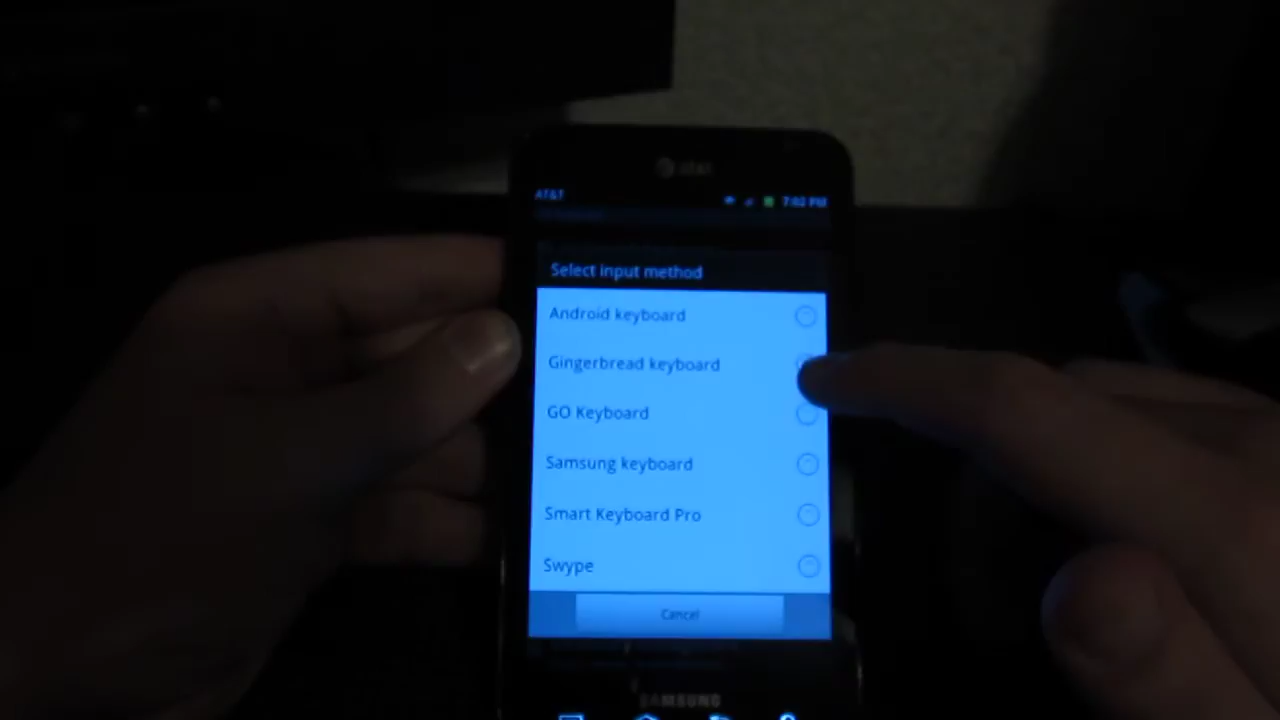 at&t
AT&T 7:02 PM
Select input method
Android keyboard
Gingerbread keyboard
GO Keyboard
Samsung keyboard
Smart Keyboard Pro
Swype
Cancel
SAMSUNG